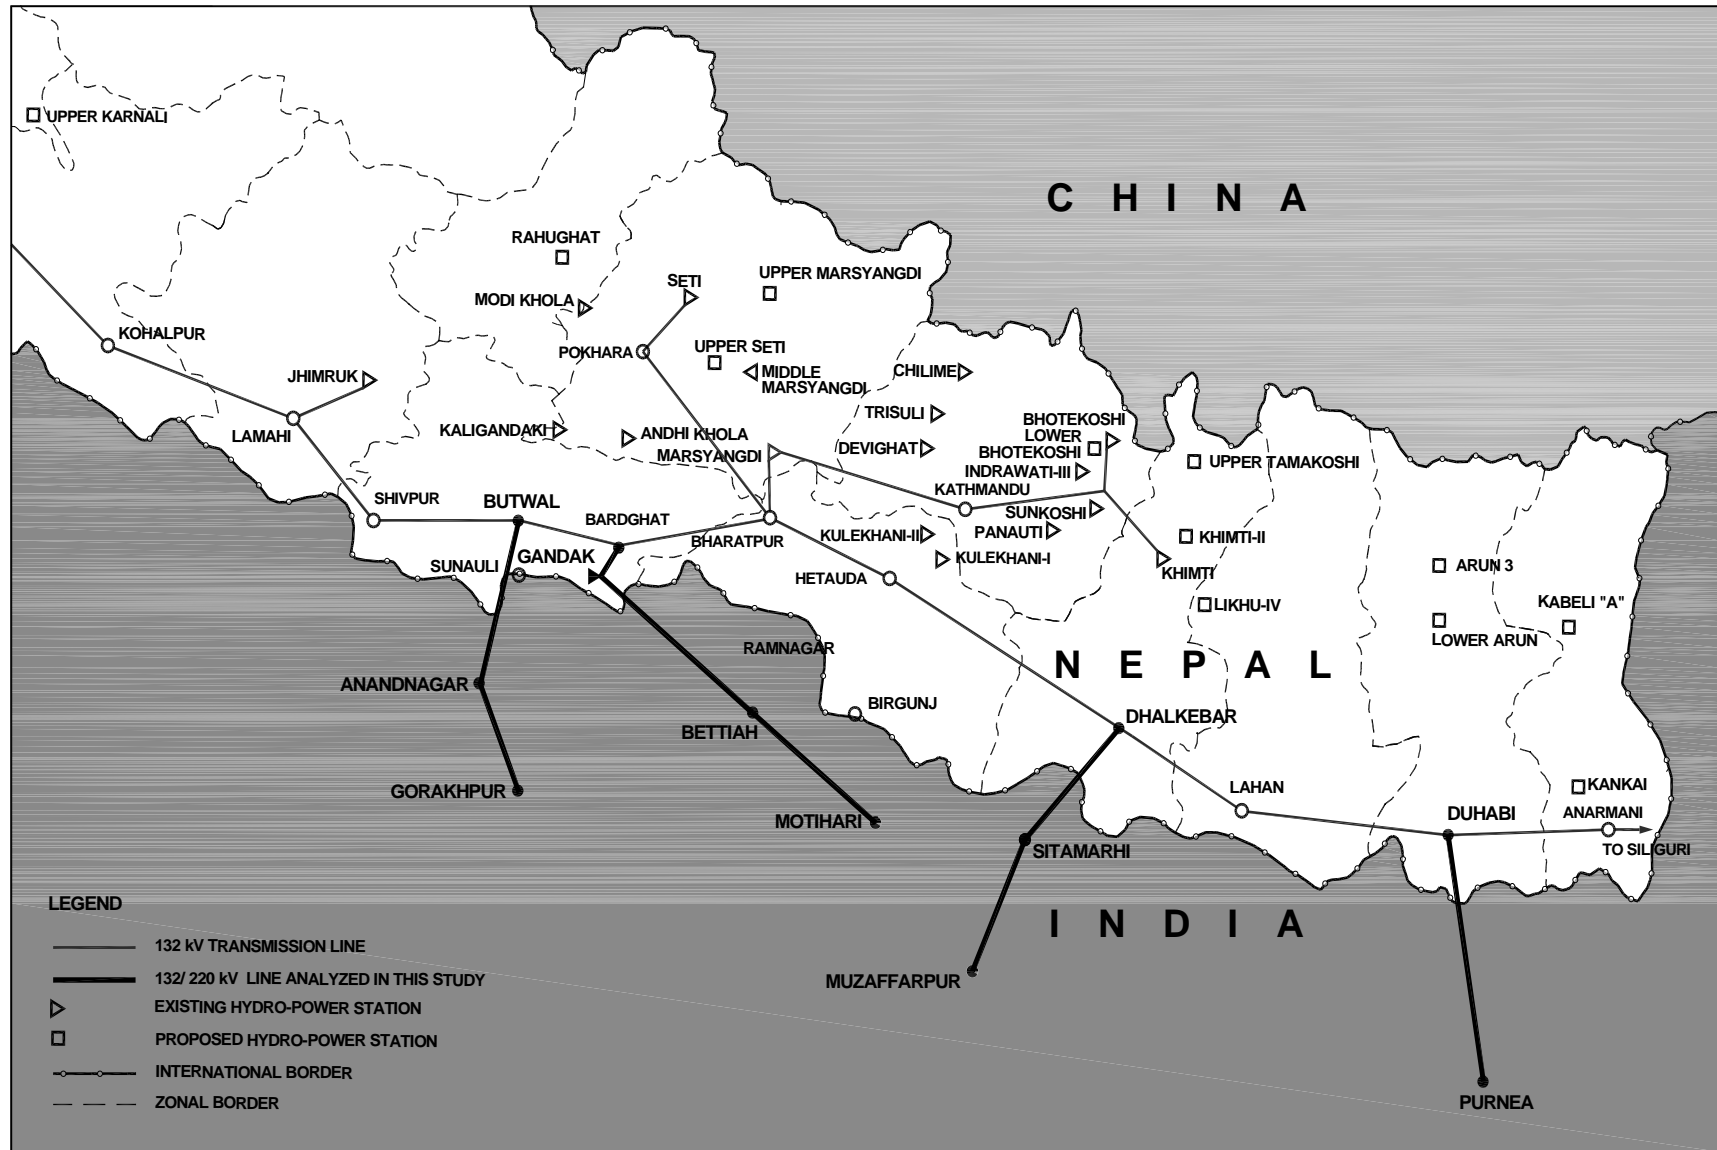 UPPER KARNALI
C H I N A
RAHUGHAT
UPPER MARSYANGDI
SETI
MODI KHOLA
KOHALPUR
POKHARA
UPPER SETI
MIDDLE
MARSYANGDI
CHILIME
JHIMRUK
TRISULI
BHOTEKOSHI
LOWER
BHOTEKOSHI
LAMAHI
KALIGANDAKI
ANDHI KHOLA
MARSYANGDI
DEVIGHAT
INDRAWATI-III
UPPER TAMAKOSHI
KATHMANDU
SHIVPUR
BUTWAL
BARDGHAT
SUNKOSHI
BHARATPUR
KULEKHANI-II
PANAUTI
KHIMTI-II
SUNAULI
GANDAK
KULEKHANI-I
KHIMTI
ARUN 3
HETAUDA
LIKHU-IV
KABELI "A"
LOWER ARUN
RAMNAGAR
N E P A L
ANANDNAGAR
BIRGUNJ
DHALKEBAR
BETTIAH
GORAKHPUR
LAHAN
KANKAI
MOTIHARI
DUHABI
ANARMANI
SITAMARHI
TO SILIGURI
I N D I A
MUZAFFARPUR
PURNEA
LEGEND
132 kV TRANSMISSION LINE
132/ 220 kV LINE ANALYZED IN THIS STUDY
EXISTING HYDRO-POWER STATION
PROPOSED HYDRO-POWER STATION
INTERNATIONAL BORDER
ZONAL BORDER